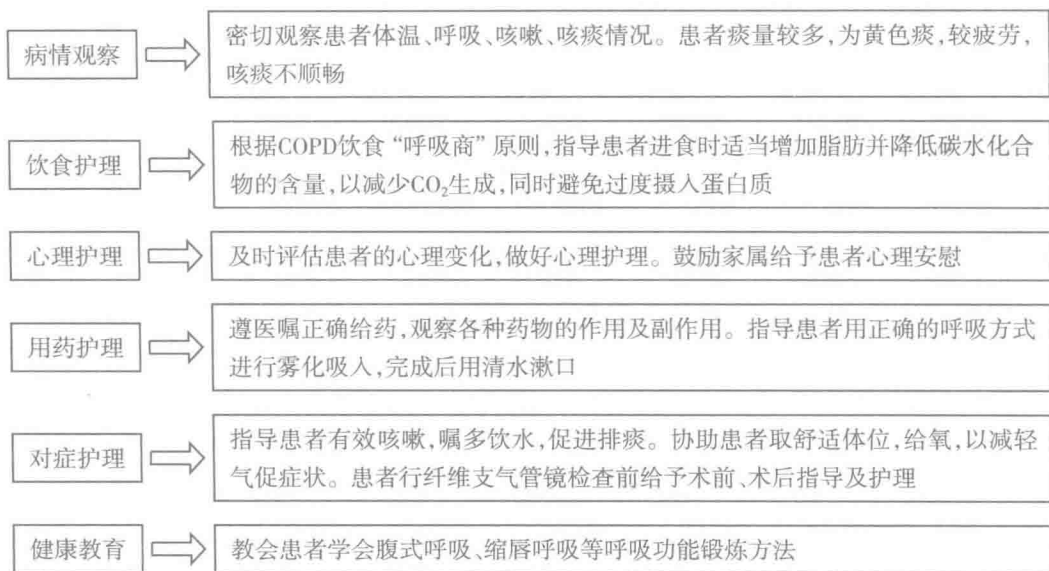 病情观察
密切观察患者体温、呼吸、咳嗽、咳痰情况。患者痰量较多,为黄色痰,较疲劳,
咳痰不顺畅
饮食护理
根据COPD饮食“呼吸商”原则,指导患者进食时适当增加脂肪并降低碳水化合
物的含量,以减少CO₂生成,同时避免过度摄入蛋白质
心理护理
及时评估患者的心理变化,做好心理护理。鼓励家属给予患者心理安慰
用药护理
遵医嘱正确给药,观察各种药物的作用及副作用。指导患者用正确的呼吸方式
进行雾化吸入,完成后用清水漱口
对症护理
指导患者有效咳嗽,嘱多饮水,促进排痰。协助患者取舒适体位,给氧,以减轻
气促症状。患者行纤维支气管镜检查前给予术前、术后指导及护理
健康教育
教会患者学会腹式呼吸、缩唇呼吸等呼吸功能锻炼方法